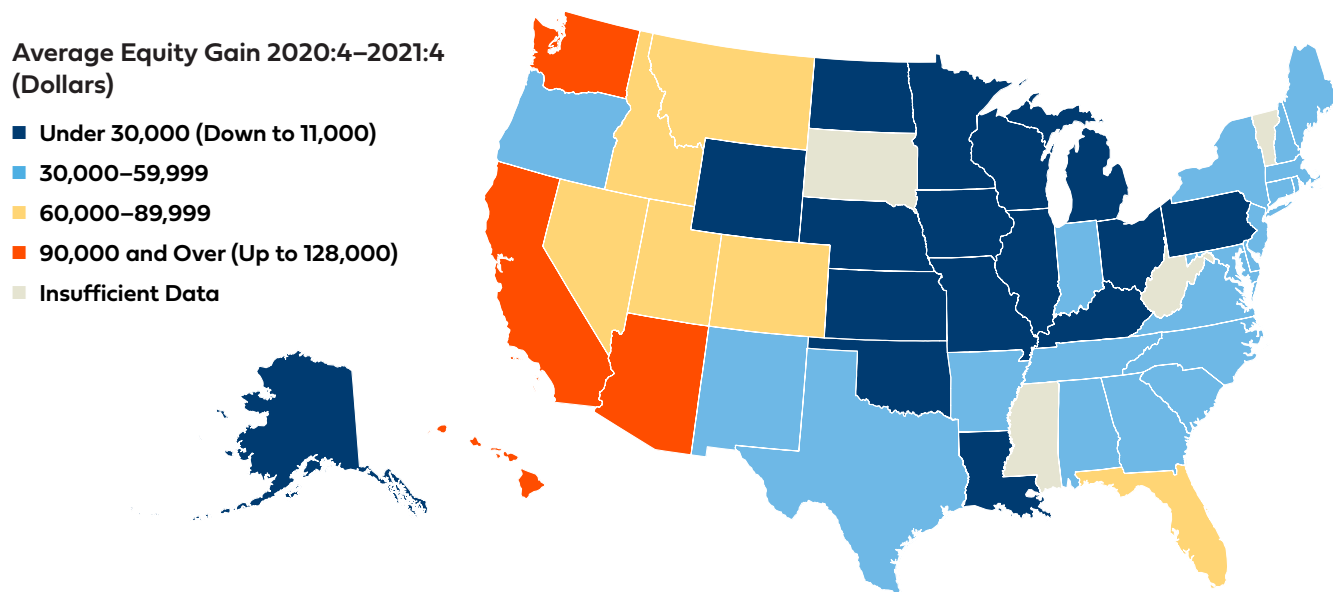 Average Equity Gain 2020:4–2021:4
(Dollars)
Under 30,000 (Down to 11,000)
30,000–59,999
60,000–89,999
90,000 and Over (Up to 128,000)
Insufficient Data